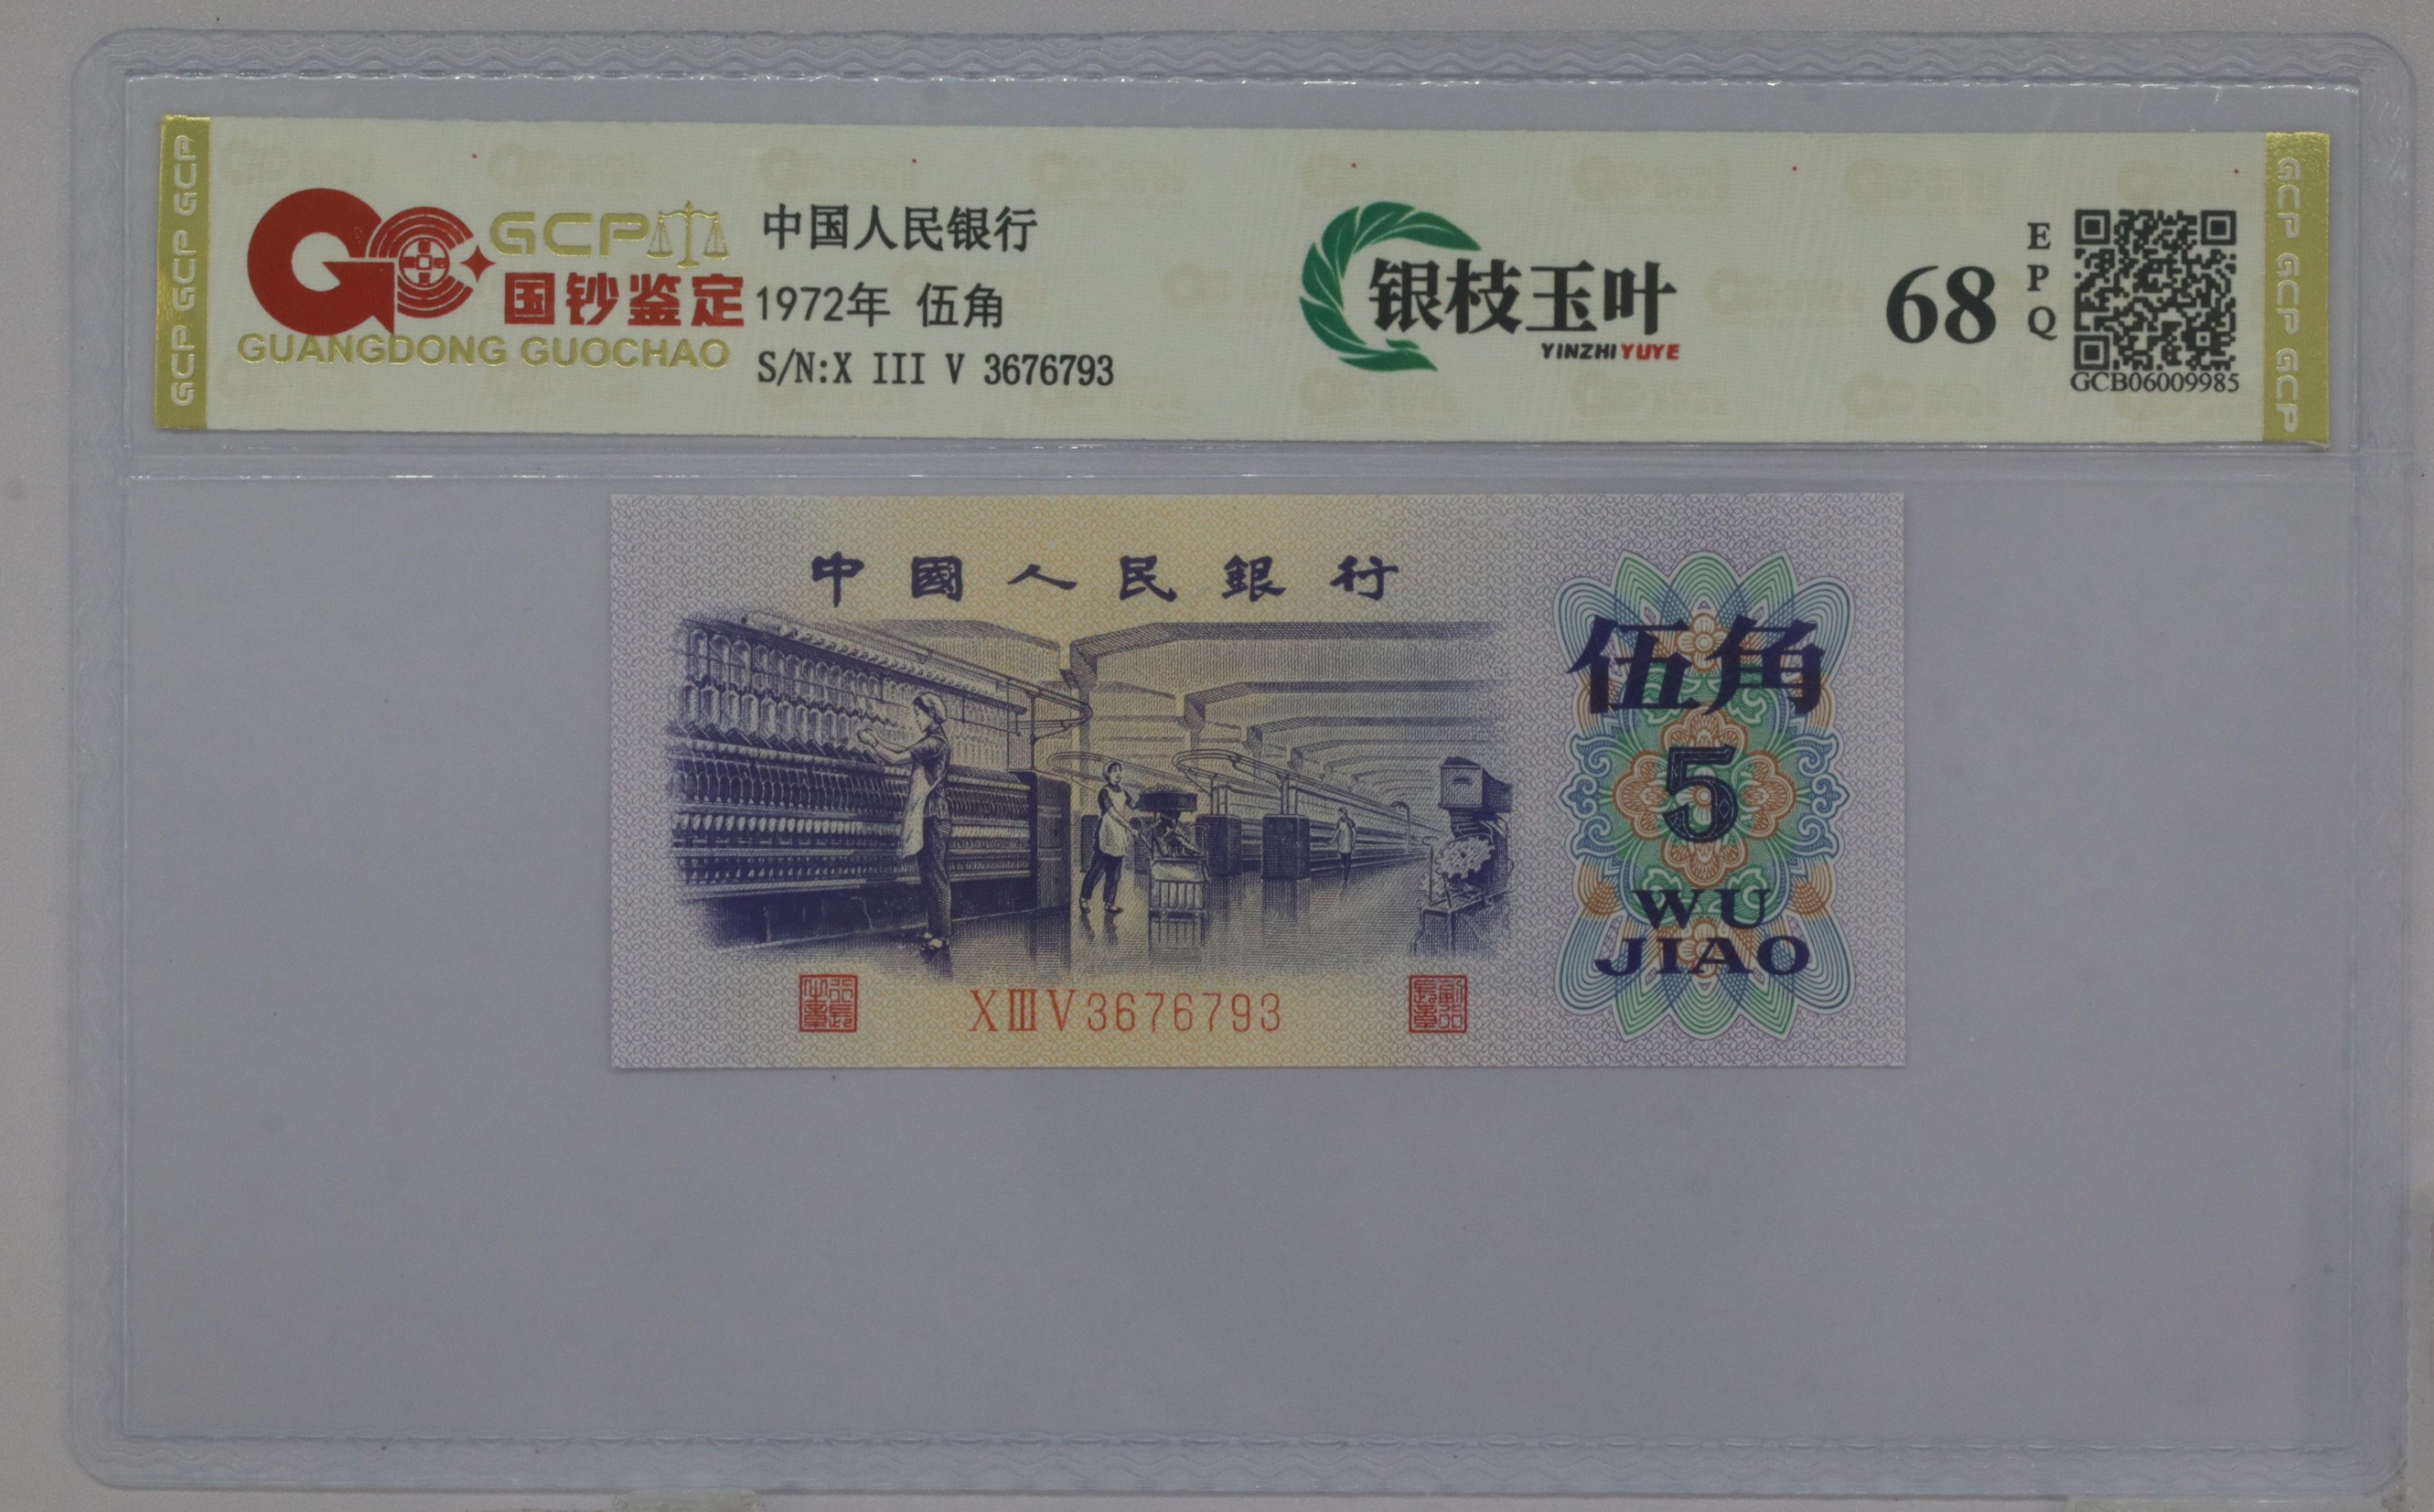 GCP GCP GCP
GCP
国钞鉴定
GUANGDONG GUOCHAO
中国人民银行
1972年 伍角
S/N:X III V 3676793
银枝玉叶
YINZHIYUYE
68
EPQ
GCB06009985
GCP GCP GCP
中國人民銀行
伍角
5
WU
JIAO
XⅢV3676793